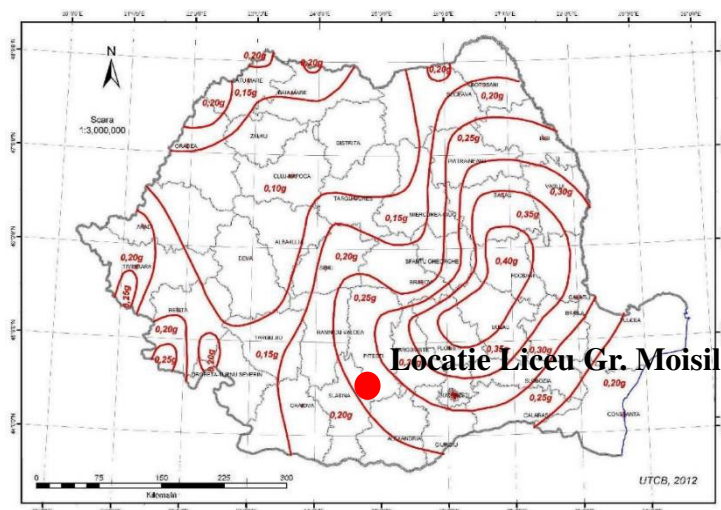 N
Scara
1:3,000,000
0,20g
0,20g
0,20g
SATU MARE
0,15g
BAIA MARE
0,20g
BOTOSANI
SUCEAVA
0,20g
ORADEA
ZALAU
BISTRITA
0,25g
IASI
PIATRA NEAMT
CLUJ-NAPOCA
0,10g
VASLUI
0,30g
TARGU MURES
BACAU
0,35g
MIERCUREA CIUC
0,15g
ARAD
ALBA IULIA
0,20g
TIMISOARA
DEVA
0,20g
SIBIU
SFANTU GHEORGHE
0,40g
FOCSANI
0,25g
BRASOV
0,25g
RESITA
GALATI
BRAILA
TULCEA
0,20g
RAMNICU VALCEA
BUZAU
TARGU JIU
0,25g
0,20g
0,15g
PITESTI
0,35g
0,30g
Locatie Liceu Gr. Moisil
DROBETA-TURNU SEVERIN
SLOBOZIA
0,20g
0,25g
SLATINA
CRAIOVA
0,20g
CALARASI
CONSTANTA
ALEXANDRIA
GIURGIU
0 75 150 225 300
Kilometri
UTCB, 2012